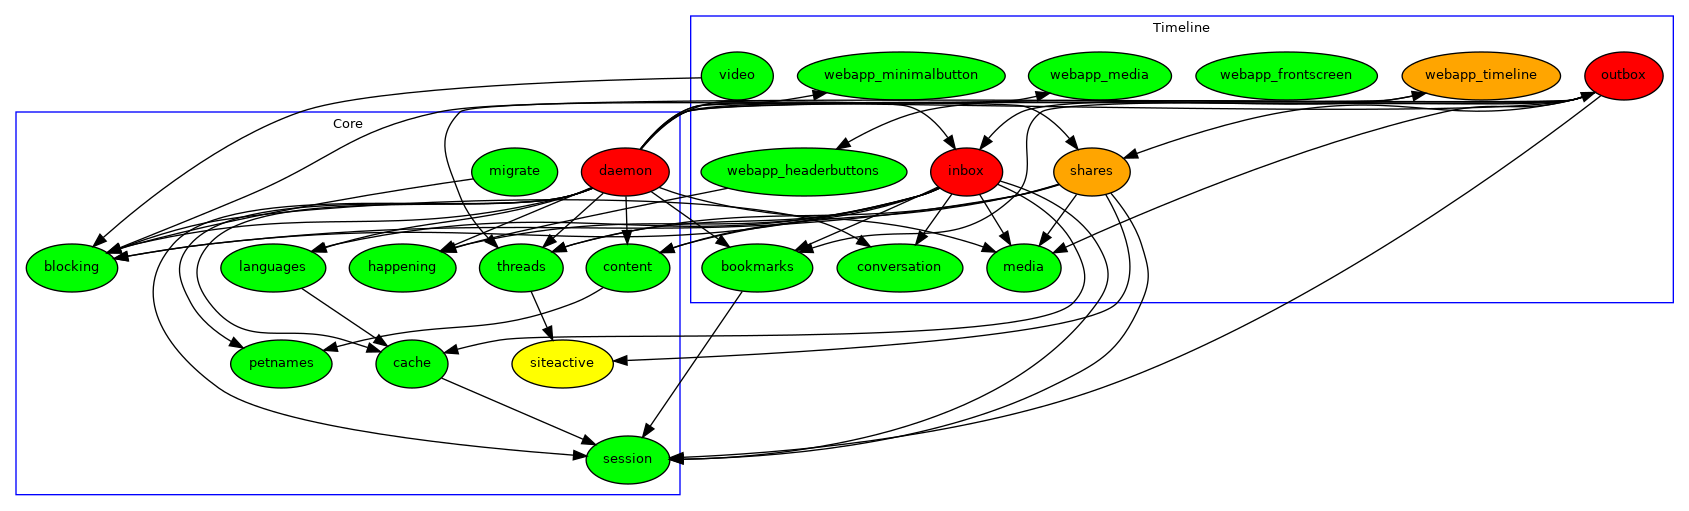 Timeline
video
webapp_minimalbutton
webapp_media
webapp_frontscreen
webapp_timeline
outbox
Core
migrate
daemon
webapp_headerbuttons
inbox
shares
blocking
languages
happening
threads
content
bookmarks
conversation
media
petnames
cache
siteactive
session